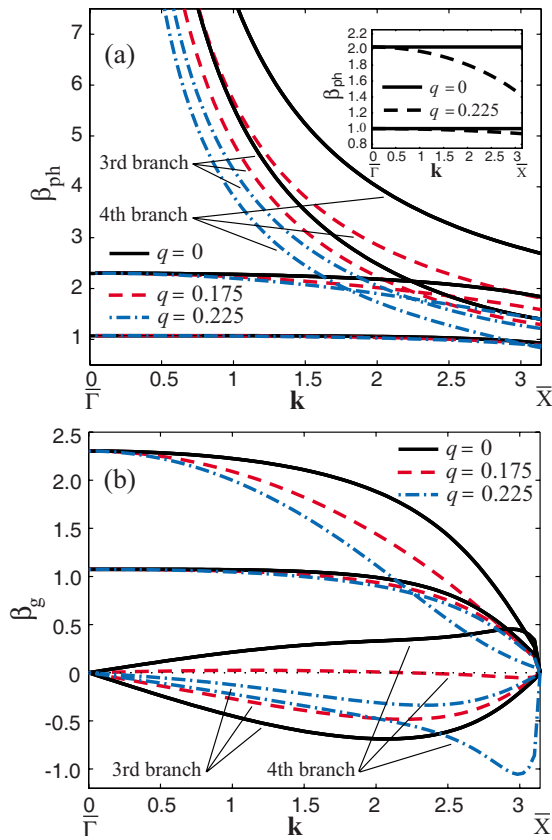 (a)
β_ph
7
6
5
4
3
2
1
3rd branch
4th branch
q = 0
q = 0.175
q = 0.225
0
0.5
1
1.5
2
2.5
3
Γ̅
k
X̅
β_ph
2.2
2.0
1.8
1.6
1.4
1.2
1.0
0.8
q = 0
q = 0.225
0
0.5
1
1.5
2
2.5
3
Γ̅
k
X̅
(b)
β_g
2.5
2.0
1.5
1.0
0.5
0
-0.5
-1.0
q = 0
q = 0.175
q = 0.225
3rd branch
4th branch
0
0.5
1
1.5
2
2.5
3
Γ̅
k
X̅